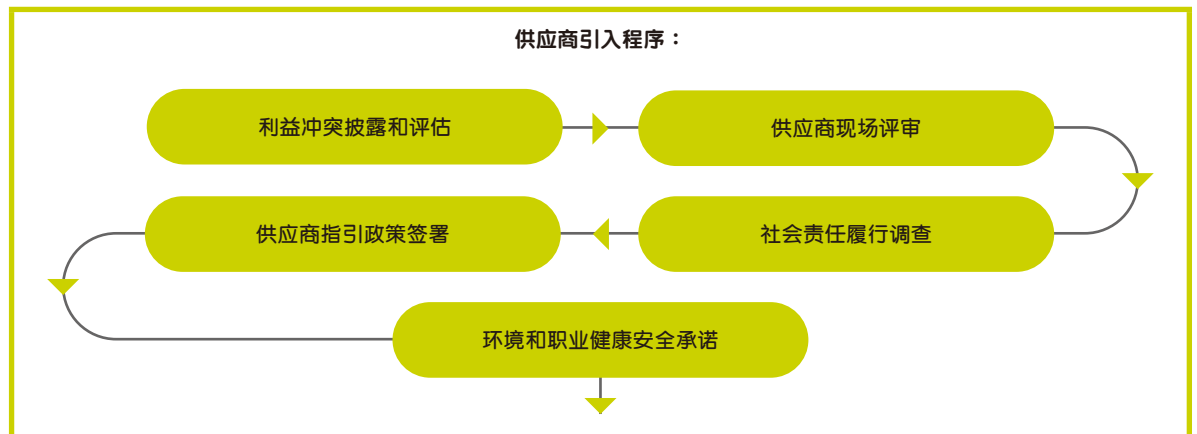 供应商引入程序：
利益冲突披露和评估
供应商现场评审
社会责任履行调查
供应商指引政策签署
环境和职业健康安全承诺